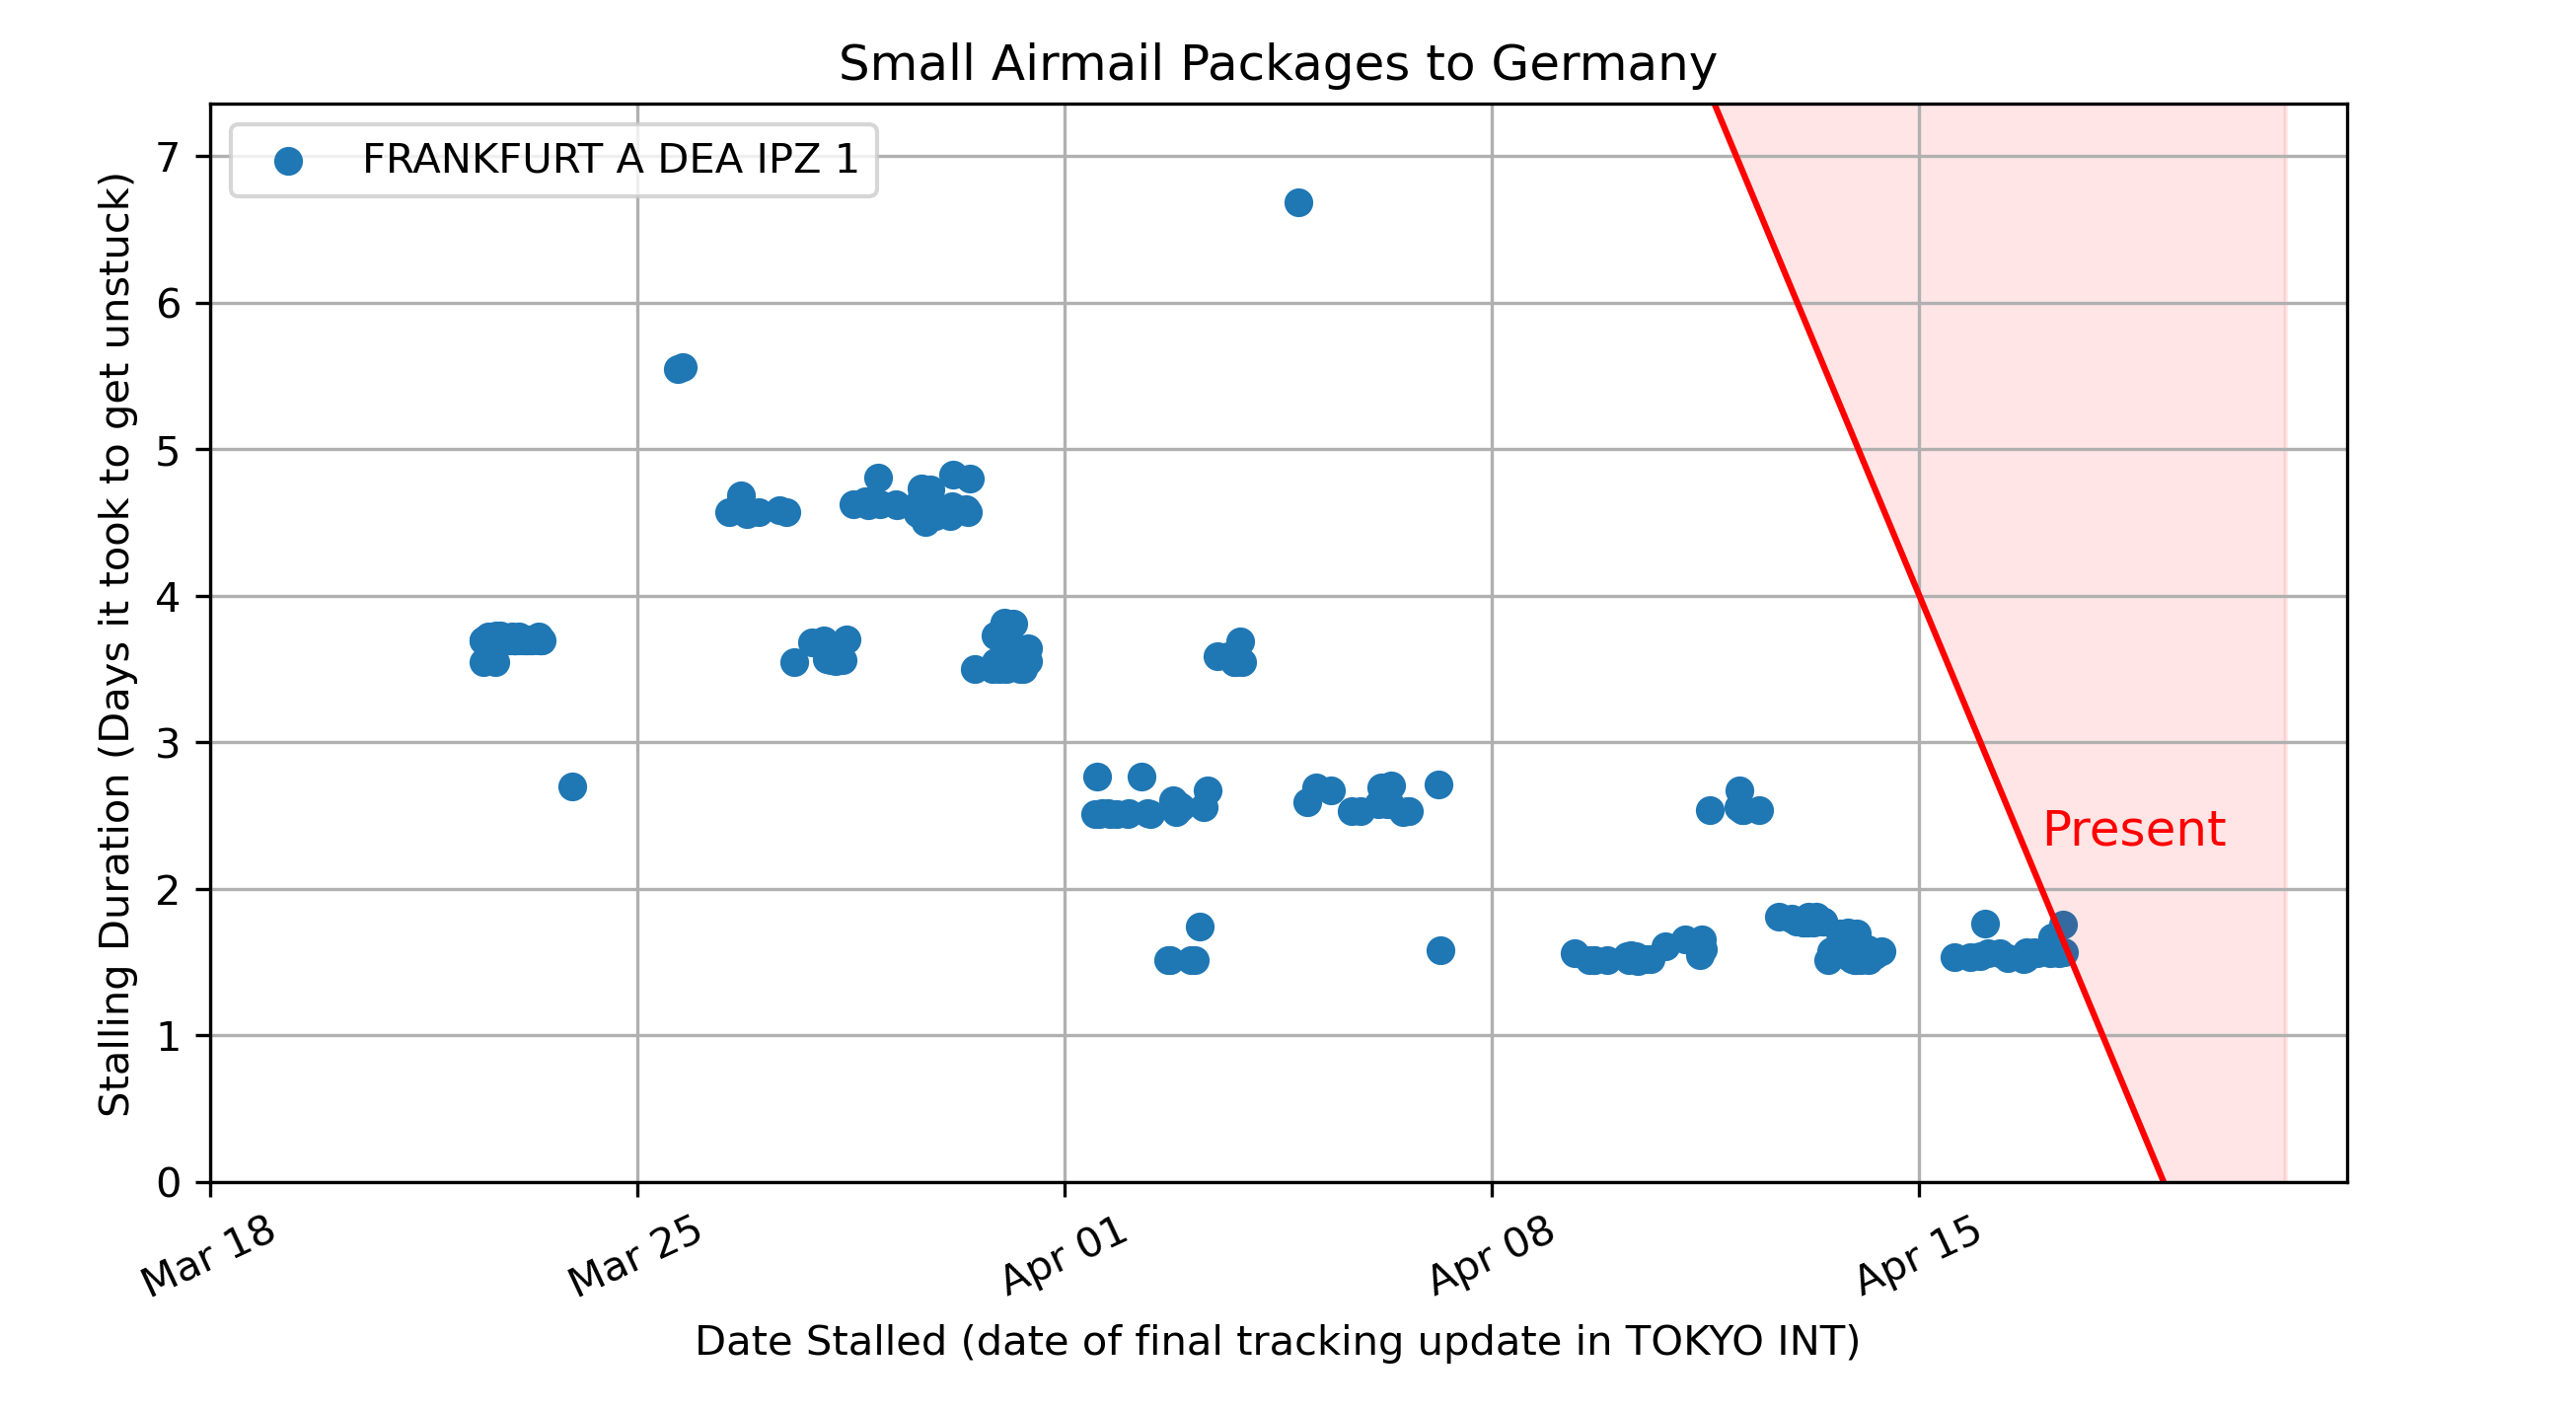 Small Airmail Packages to Germany
FRANKFURT A DEA IPZ 1
Stalling Duration (Days it took to get unstuck)
7
6
5
4
3
2
1
0
Present
Mar 18
Mar 25
Apr 01
Apr 08
Apr 15
Date Stalled (date of final tracking update in TOKYO INT)